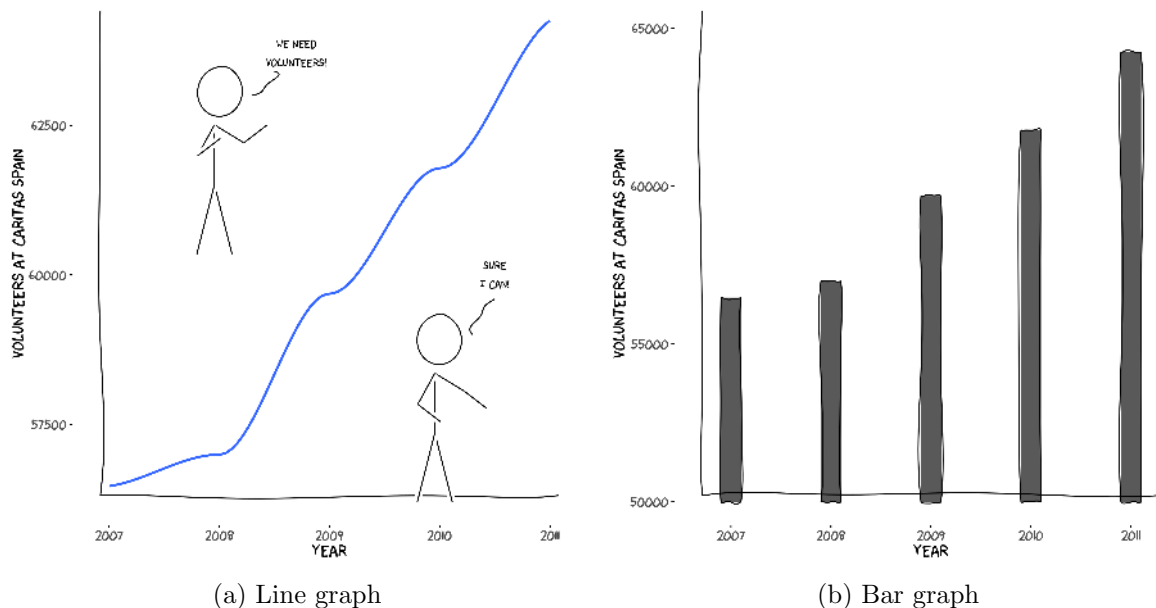 WE NEED
VOLUNTEERS!
62500
60000
57500
VOLUNTEERS AT CARITAS SPAIN
SURE
I CAN!
2007 2008 2009 2010 2011
YEAR
(a) Line graph
65000
60000
55000
50000
VOLUNTEERS AT CARITAS SPAIN
2007 2008 2009 2010 2011
YEAR
(b) Bar graph